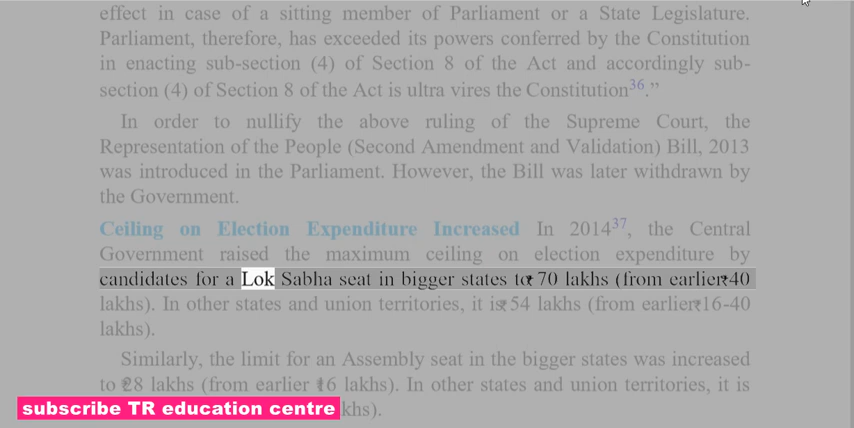 effect in case of a sitting member of Parliament or a State Legislature.
Parliament, therefore, has exceeded its powers conferred by the Constitution
in enacting sub-section (4) of Section 8 of the Act and accordingly sub-
section (4) of Section 8 of the Act is ultra vires the Constitution36.”
In order to nullify the above ruling of the Supreme Court, the
Representation of the People (Second Amendment and Validation) Bill, 2013
was introduced in the Parliament. However, the Bill was later withdrawn by
the Government.
Ceiling on Election Expenditure Increased In 201437, the Central
Government raised the maximum ceiling on election expenditure by
candidates for a Lok Sabha seat in bigger states to ₹ 70 lakhs (from earlier ₹ 40
lakhs). In other states and union territories, it is ₹ 54 lakhs (from earlier ₹ 16-40
lakhs).
Similarly, the limit for an Assembly seat in the bigger states was increased
to ₹ 28 lakhs (from earlier ₹ 16 lakhs). In other states and union territories, it is
subscribe TR education centre khs).